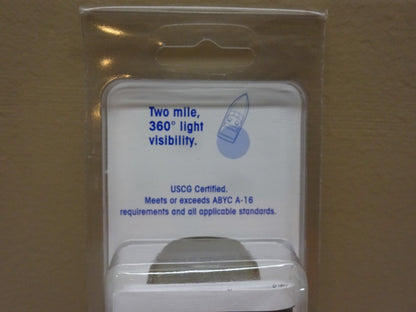 Two mile,
360° light
visibility.
USCG Certified.
Meets or exceeds ABYC A-16
requirements and all applicable standards.